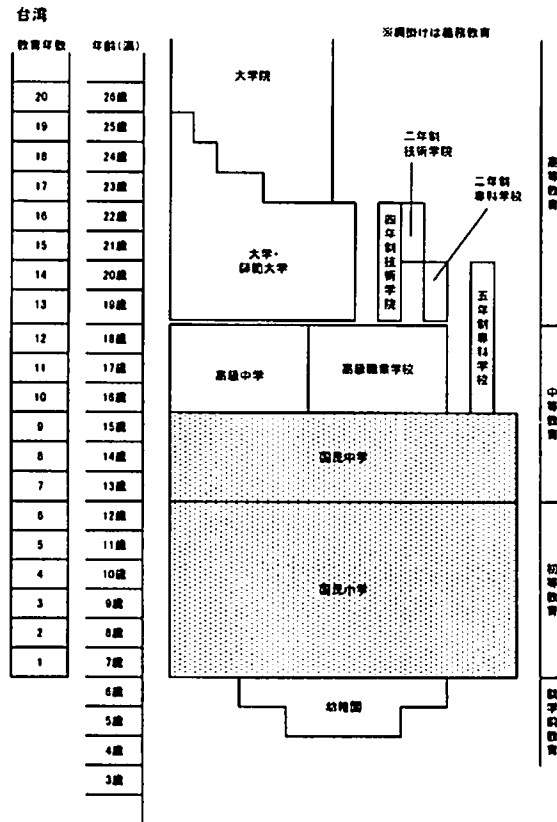 台湾
教育年数
年齢(満)
※網掛けは義務教育
20
19
18
17
16
15
14
13
12
11
10
9
8
7
6
5
4
3
2
1
26歳
25歳
24歳
23歳
22歳
21歳
20歳
19歳
18歳
17歳
16歳
15歳
14歳
13歳
12歳
11歳
10歳
9歳
8歳
7歳
6歳
5歳
4歳
3歳
大学院
大学・
師範大学
四年制技術学院
二年制
技術学院
二年制
専科学校
五年制専科学校
高級中学
高級職業学校
国民中学
国民小学
幼稚園
高等教育
中等教育
初等教育
就学前教育